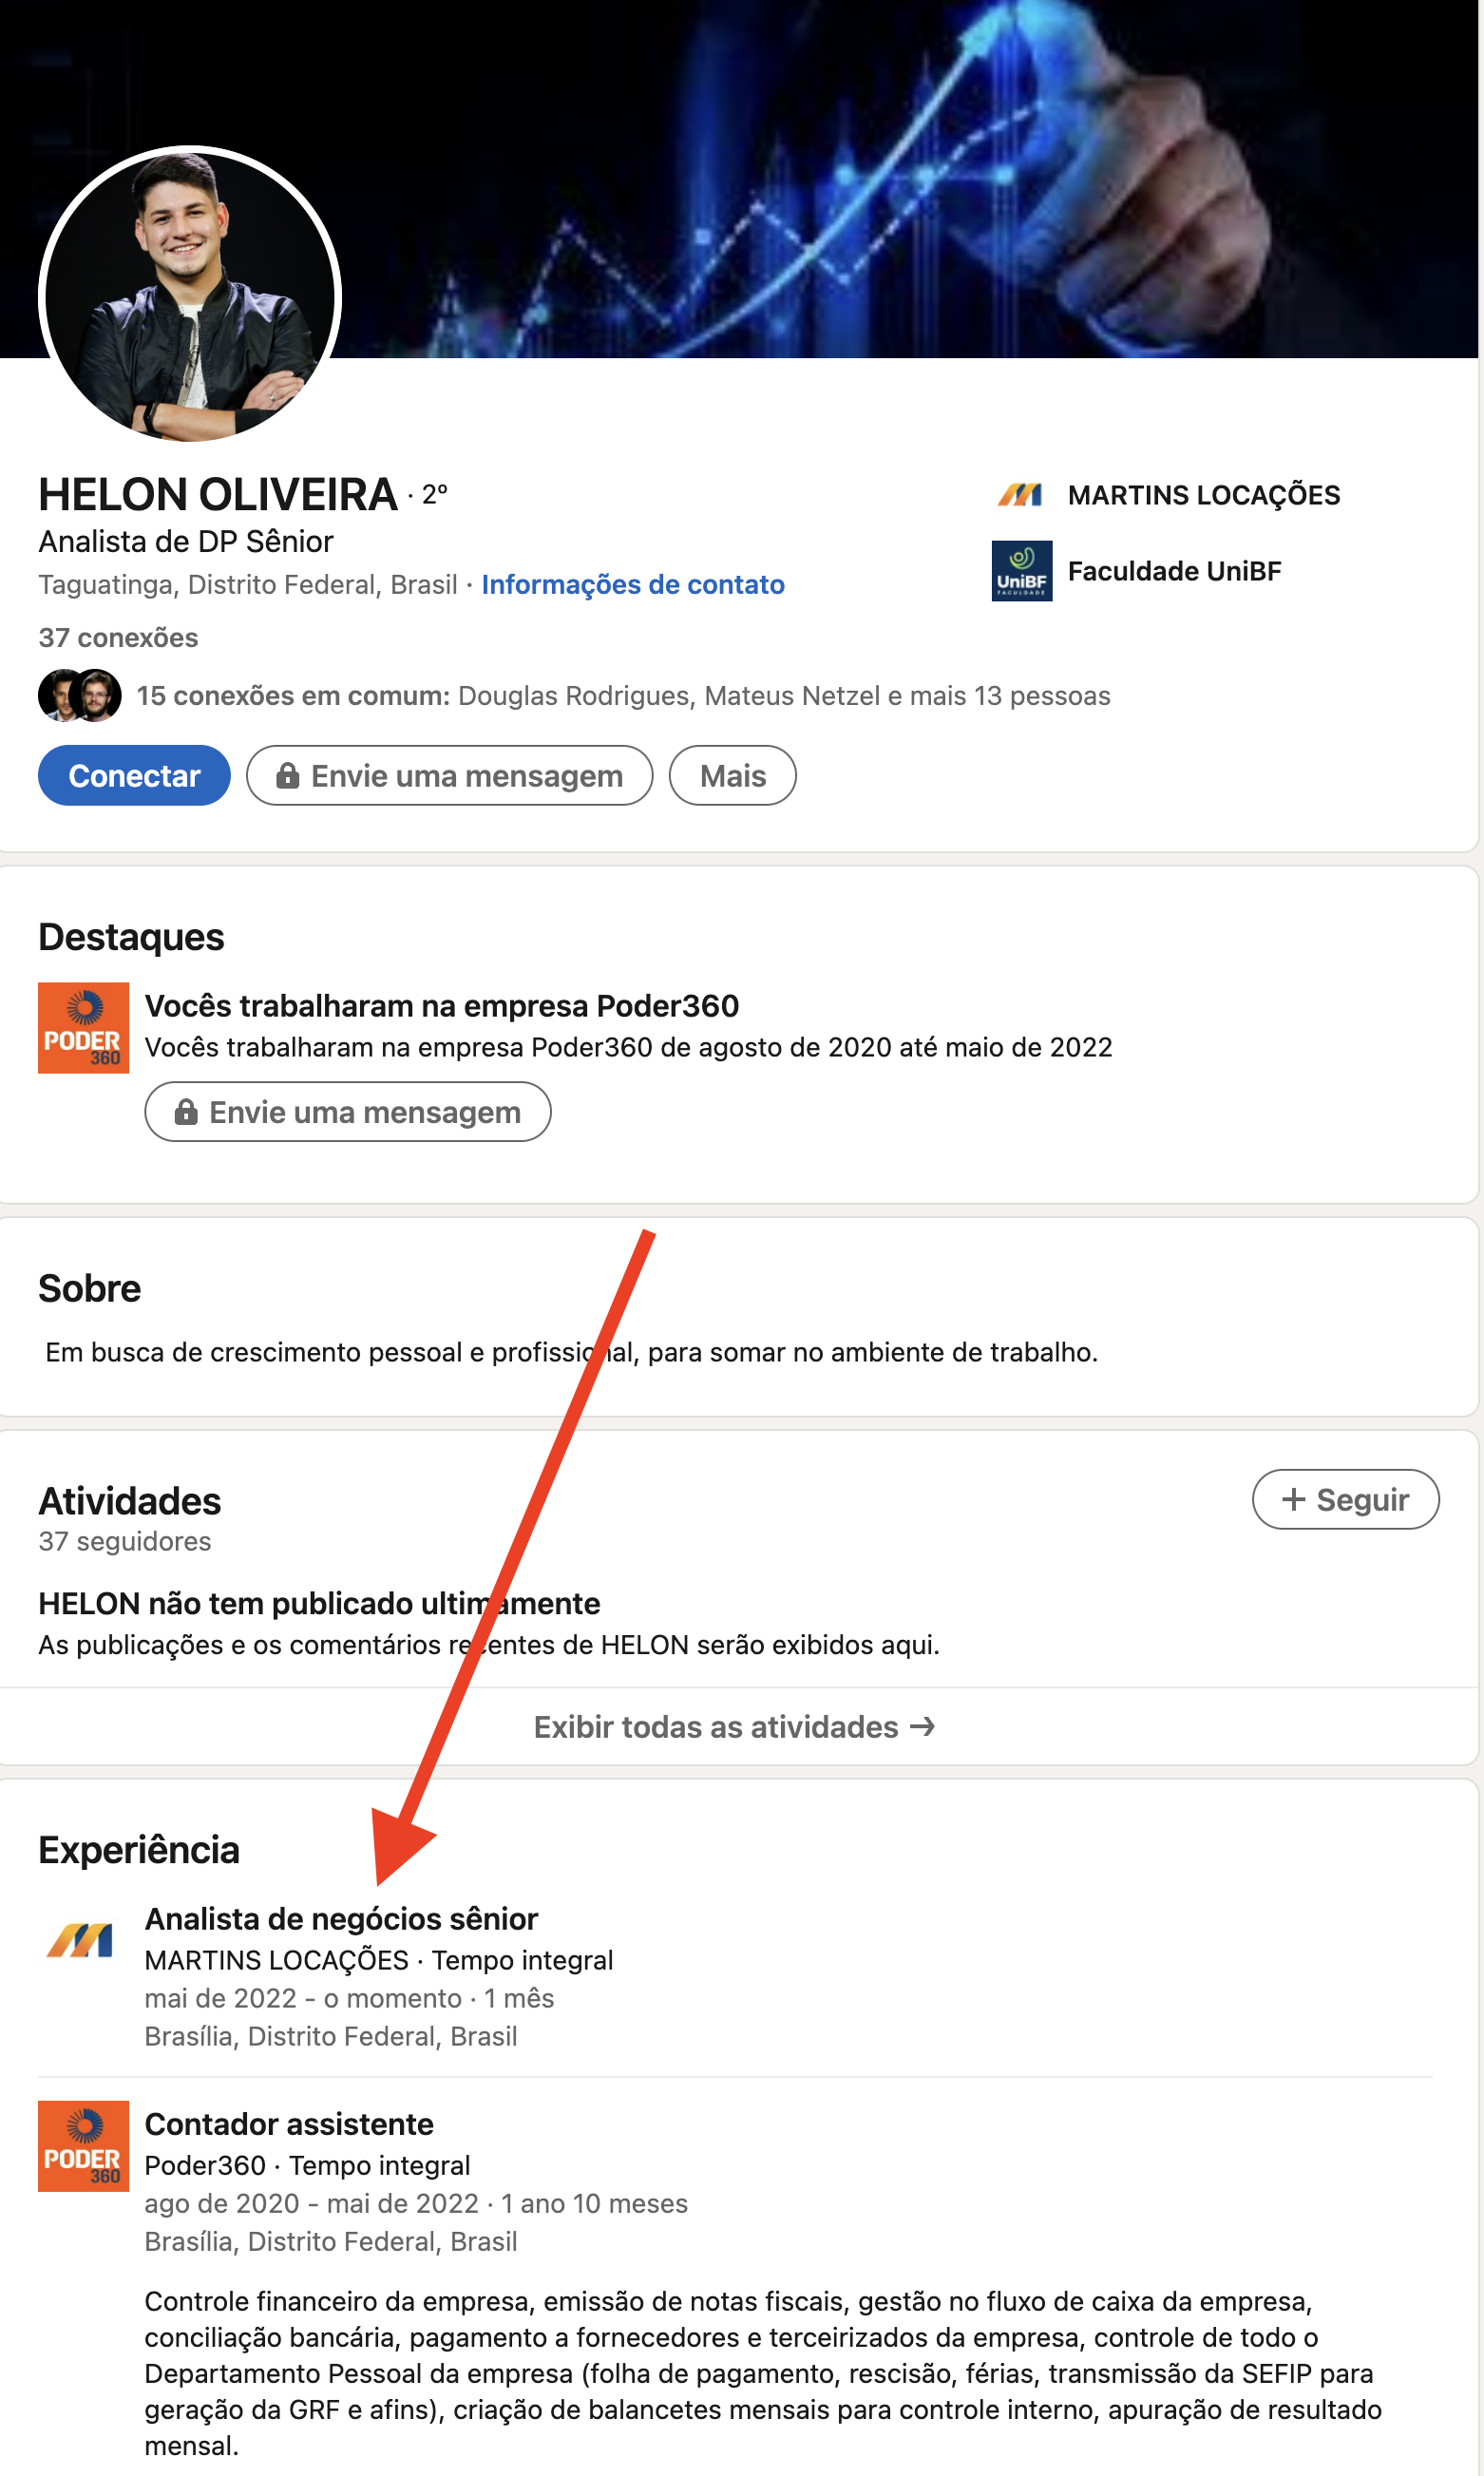 HELON OLIVEIRA · 2º
Analista de DP Sênior
Taguatinga, Distrito Federal, Brasil · Informações de contato
37 conexões
15 conexões em comum: Douglas Rodrigues, Mateus Netzel e mais 13 pessoas
Conectar
Envie uma mensagem
Mais
MARTINS LOCAÇÕES
UniBF
FACULDADE
Faculdade UniBF
Destaques
PODER
360
Vocês trabalharam na empresa Poder360
Vocês trabalharam na empresa Poder360 de agosto de 2020 até maio de 2022
Envie uma mensagem
Sobre
Em busca de crescimento pessoal e profissional, para somar no ambiente de trabalho.
Atividades
37 seguidores
+ Seguir
HELON não tem publicado ultimamente
As publicações e os comentários recentes de HELON serão exibidos aqui.
Exibir todas as atividades →
Experiência
Analista de negócios sênior
MARTINS LOCAÇÕES · Tempo integral
mai de 2022 - o momento · 1 mês
Brasília, Distrito Federal, Brasil
PODER
360
Contador assistente
Poder360 · Tempo integral
ago de 2020 - mai de 2022 · 1 ano 10 meses
Brasília, Distrito Federal, Brasil
Controle financeiro da empresa, emissão de notas fiscais, gestão no fluxo de caixa da empresa,
conciliação bancária, pagamento a fornecedores e terceirizados da empresa, controle de todo o
Departamento Pessoal da empresa (folha de pagamento, rescisão, férias, transmissão da SEFIP para
geração da GRF e afins), criação de balancetes mensais para controle interno, apuração de resultado
mensal.